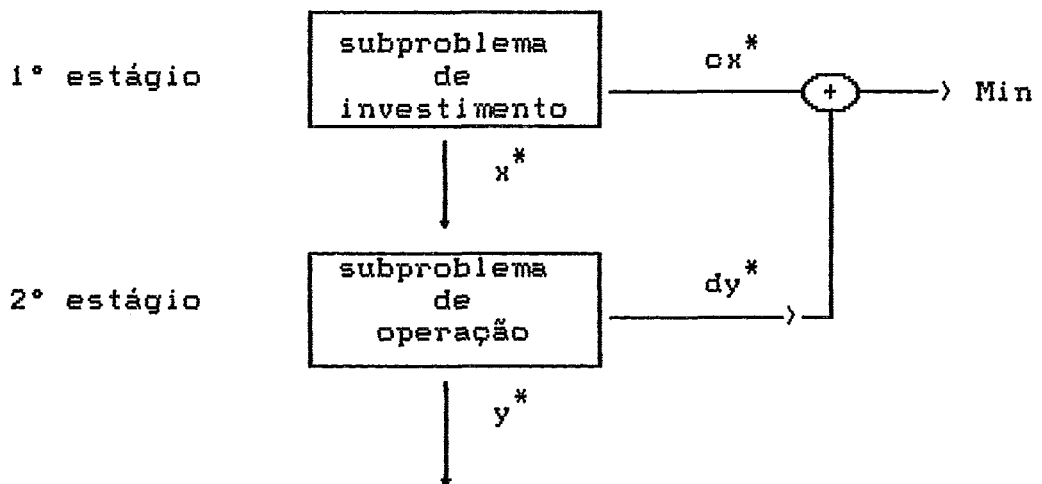 1° estágio
subproblema
de
investimento
cx*
+
Min
x*
2° estágio
subproblema
de
operação
dy*
y*